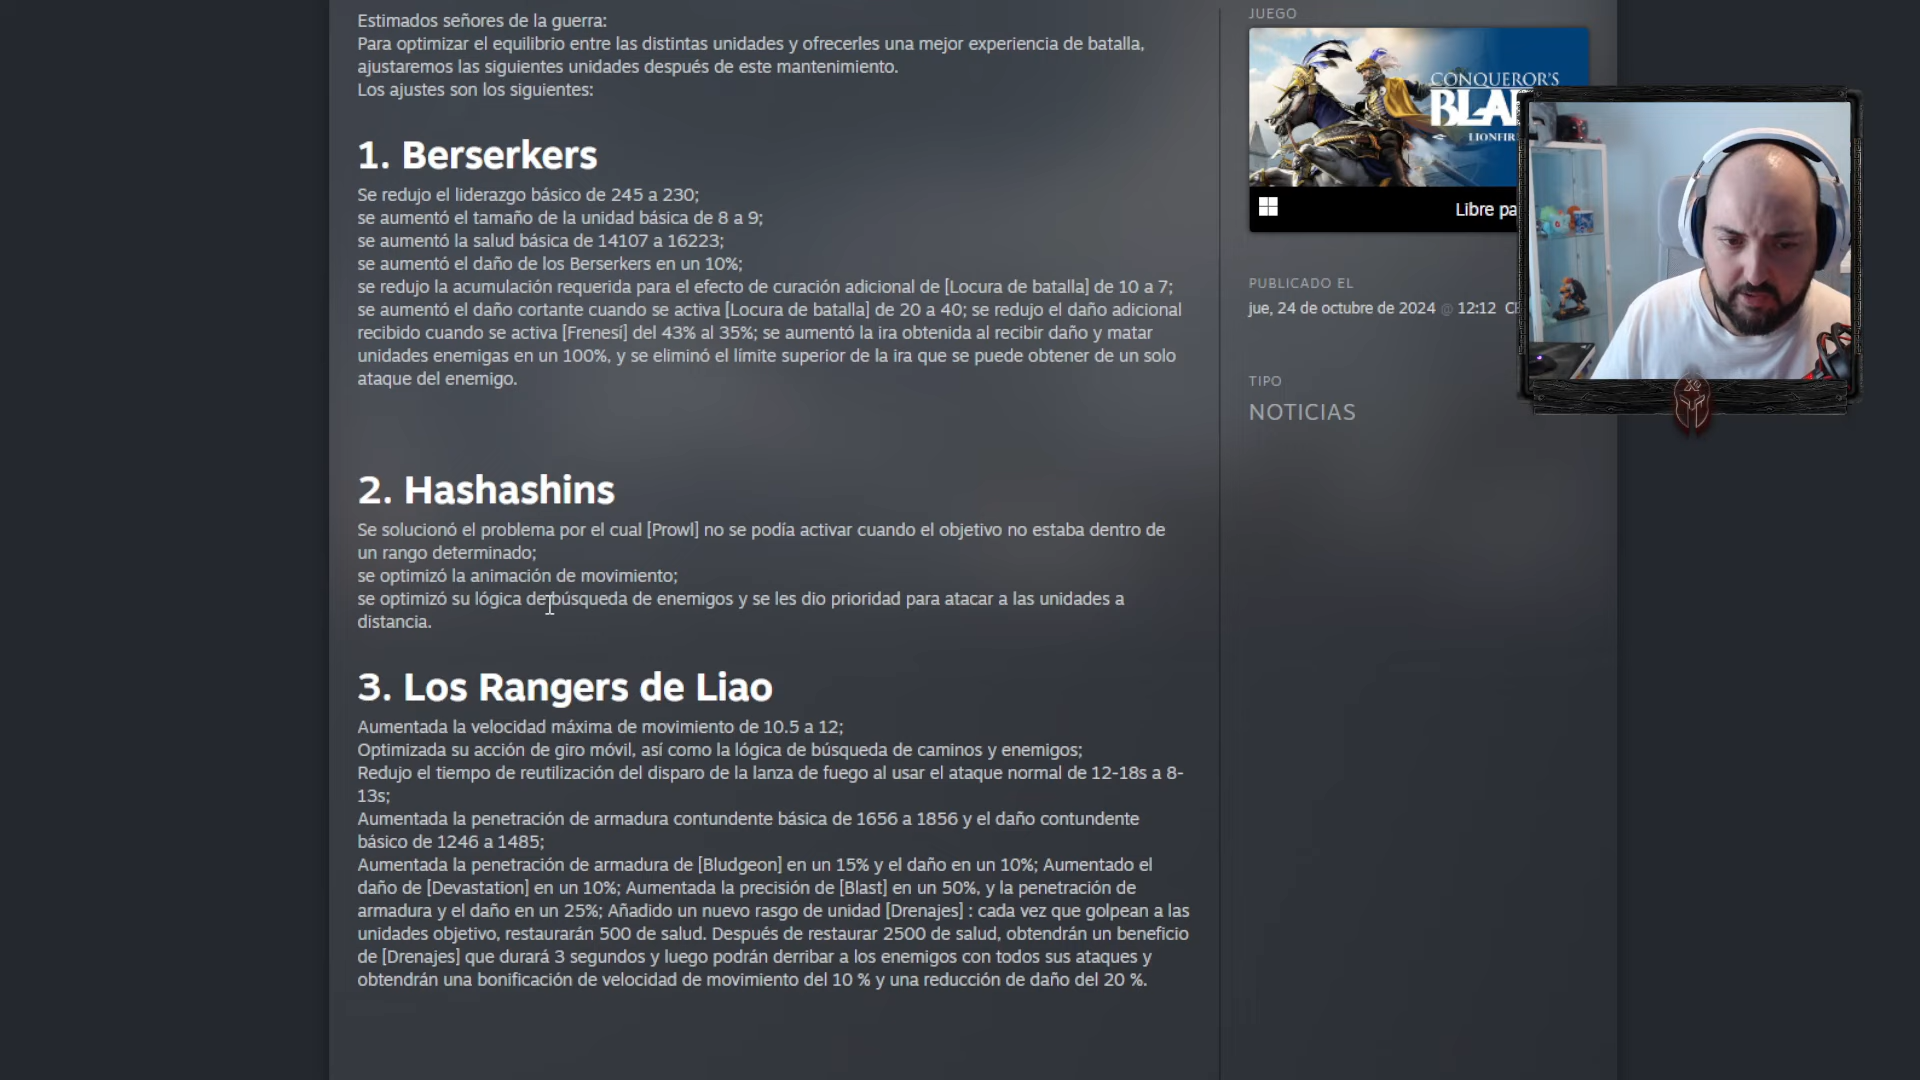 Estimados señores de la guerra:
Para optimizar el equilibrio entre las distintas unidades y ofrecerles una mejor experiencia de batalla,
ajustaremos las siguientes unidades después de este mantenimiento.
Los ajustes son los siguientes:
1. Berserkers
Se redujo el liderazgo básico de 245 a 230;
se aumentó el tamaño de la unidad básica de 8 a 9;
se aumentó la salud básica de 14107 a 16223;
se aumentó el daño de los Berserkers en un 10%;
se redujo la acumulación requerida para el efecto de curación adicional de [Locura de batalla] de 10 a 7;
se aumentó el daño cortante cuando se activa [Locura de batalla] de 20 a 40; se redujo el daño adicional
recibido cuando se activa [Frenesí] del 43% al 35%; se aumentó la ira obtenida al recibir daño y matar
unidades enemigas en un 100%, y se eliminó el límite superior de la ira que se puede obtener de un solo
ataque del enemigo.
2. Hashashins
Se solucionó el problema por el cual [Prowl] no se podía activar cuando el objetivo no estaba dentro de
un rango determinado;
se optimizó la animación de movimiento;
se optimizó su lógica de búsqueda de enemigos y se les dio prioridad para atacar a las unidades a
distancia.
3. Los Rangers de Liao
Aumentada la velocidad máxima de movimiento de 10.5 a 12;
Optimizada su acción de giro móvil, así como la lógica de búsqueda de caminos y enemigos;
Redujo el tiempo de reutilización del disparo de la lanza de fuego al usar el ataque normal de 12-18s a 8-
13s;
Aumentada la penetración de armadura contundente básica de 1656 a 1856 y el daño contundente
básico de 1246 a 1485;
Aumentada la penetración de armadura de [Bludgeon] en un 15% y el daño en un 10%; Aumentado el
daño de [Devastation] en un 10%; Aumentada la precisión de [Blast] en un 50%, y la penetración de
armadura y el daño en un 25%; Añadido un nuevo rasgo de unidad [Drenajes] : cada vez que golpean a las
unidades objetivo, restaurarán 500 de salud. Después de restaurar 2500 de salud, obtendrán un beneficio
de [Drenajes] que durará 3 segundos y luego podrán derribar a los enemigos con todos sus ataques y
obtendrán una bonificación de velocidad de movimiento del 10 % y una reducción de daño del 20 %.
JUEGO
CONQUEROR'S
BLA
LIONFIR
Libre pa
PUBLICADO EL
jue, 24 de octubre de 2024 @ 12:12
TIPO
NOTICIAS